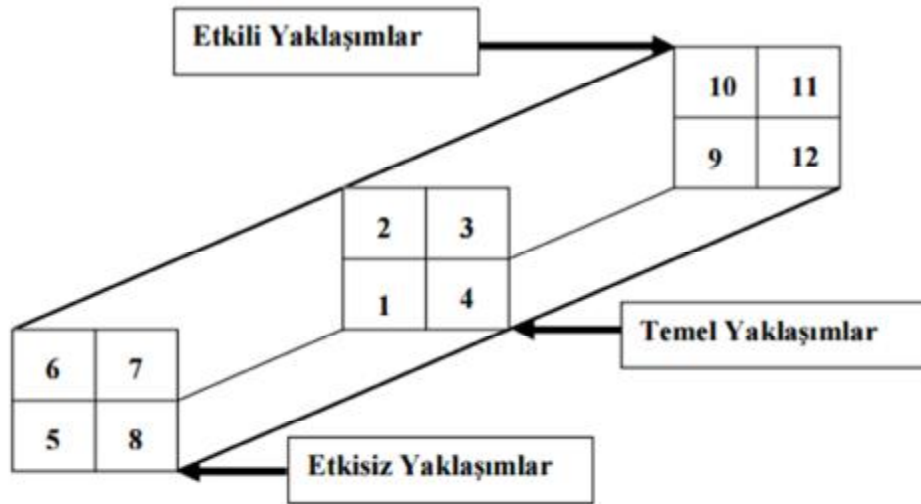 Etkili Yaklaşımlar
10 11
9 12
2 3
1 4
Temel Yaklaşımlar
6 7
5 8
Etkisiz Yaklaşımlar